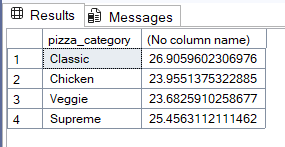 Results Messages
pizza_category (No column name)
1 Classic 26.9059602306976
2 Chicken 23.9551375322885
3 Veggie 23.6825910258677
4 Supreme 25.4563112111462